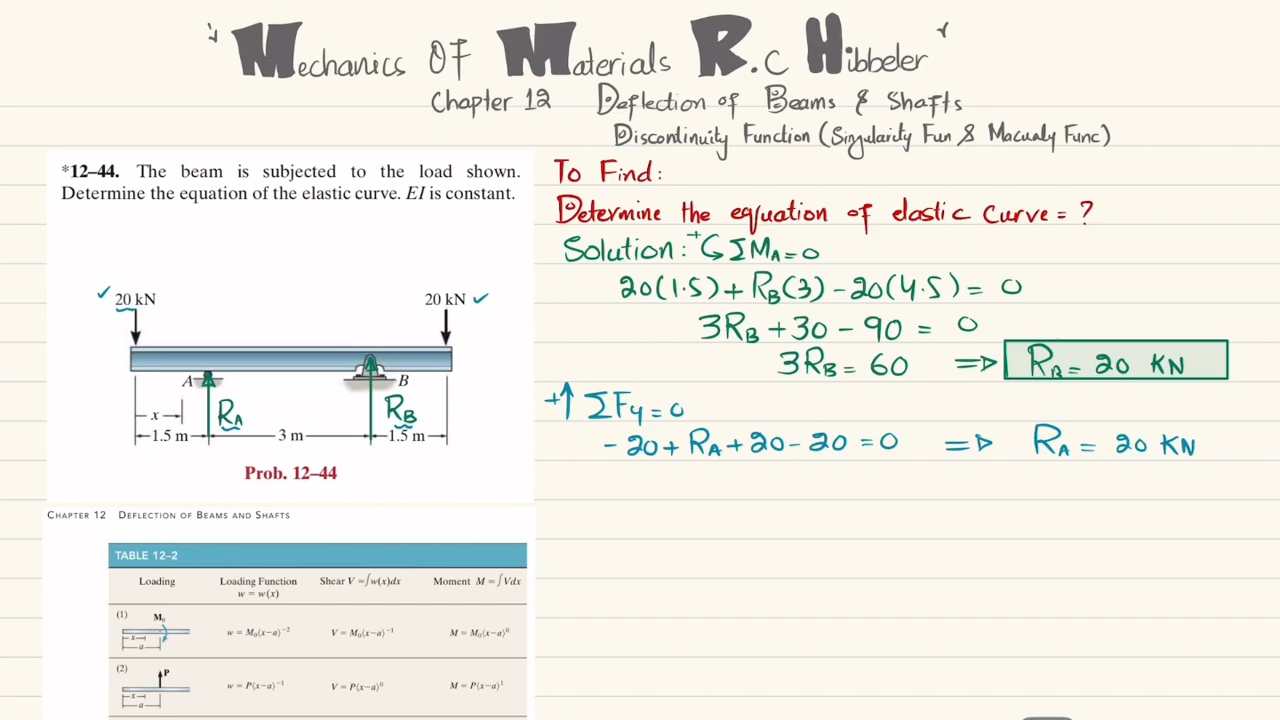 "Mechanics Of Materials R.C Hibbeler"
Chapter 12 Deflection of Beams & Shafts
Discontinuity Function (Singularity Fun & Macualy Func)
*12–44. The beam is subjected to the load shown.
Determine the equation of the elastic curve. EI is constant.
20 kN
20 kN
A
B
RA
RB
x
1.5 m
3 m
1.5 m
Prob. 12–44
To Find:
Determine the equation of elastic curve = ?
Solution: + ↺ ΣMA = 0
20(1.5) + RB(3) - 20(4.5) = 0
3RB + 30 - 90 = 0
3RB = 60 => RB = 20 KN
+↑ ΣFy = 0
- 20 + RA + 20 - 20 = 0 => RA = 20 KN
CHAPTER 12 DEFLECTION OF BEAMS AND SHAFTS
TABLE 12–2
Loading Loading Function w = w(x) Shear V = ∫w(x)dx Moment M = ∫Vdx
(1) M0 x a w = M0⟨x–a⟩⁻² V = M0⟨x–a⟩⁻¹ M = M0⟨x–a⟩⁰
(2) P x a w = P⟨x–a⟩⁻¹ V = P⟨x–a⟩⁰ M = P⟨x–a⟩¹